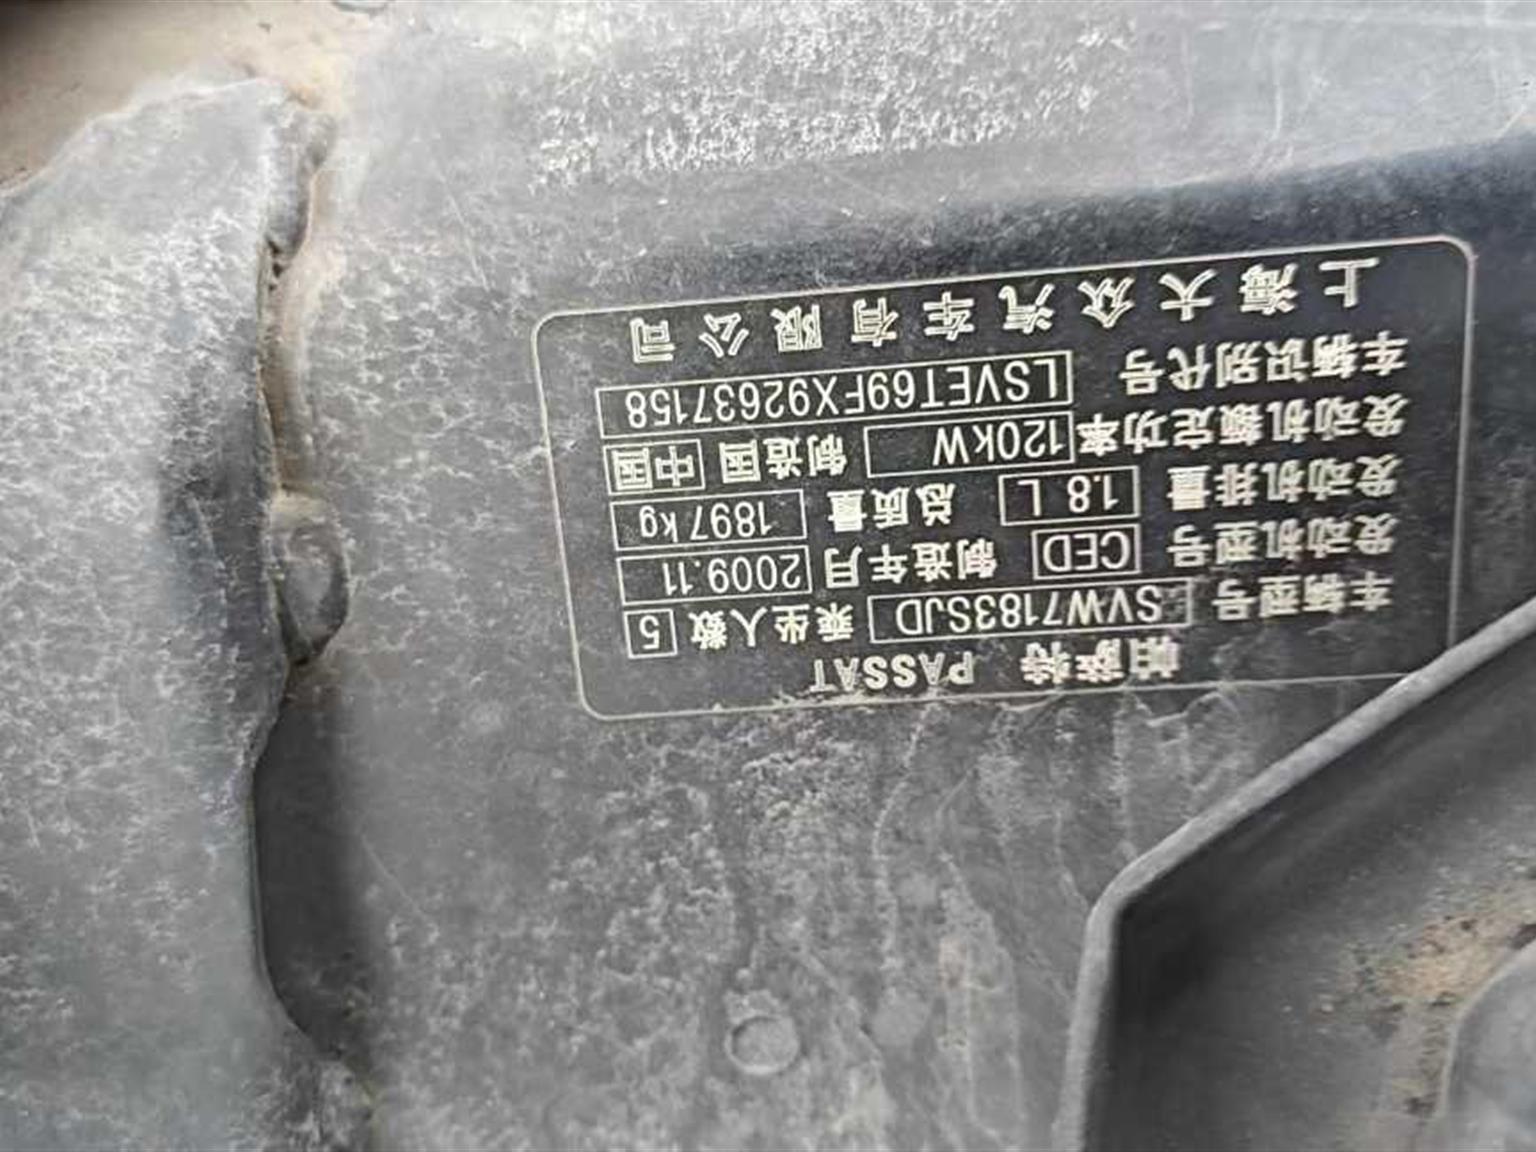 上海大众汽车有限公司
车辆识别代号 LSVET69FX92637158
发动机额定功率 120kW 制造国 中国
发动机排量 1.8 L 总质量 1897 kg
发动机型号 CED 制造年月 2009.11
车辆型号 SVW7183SJD 乘坐人数 5
帕萨特 PASSAT